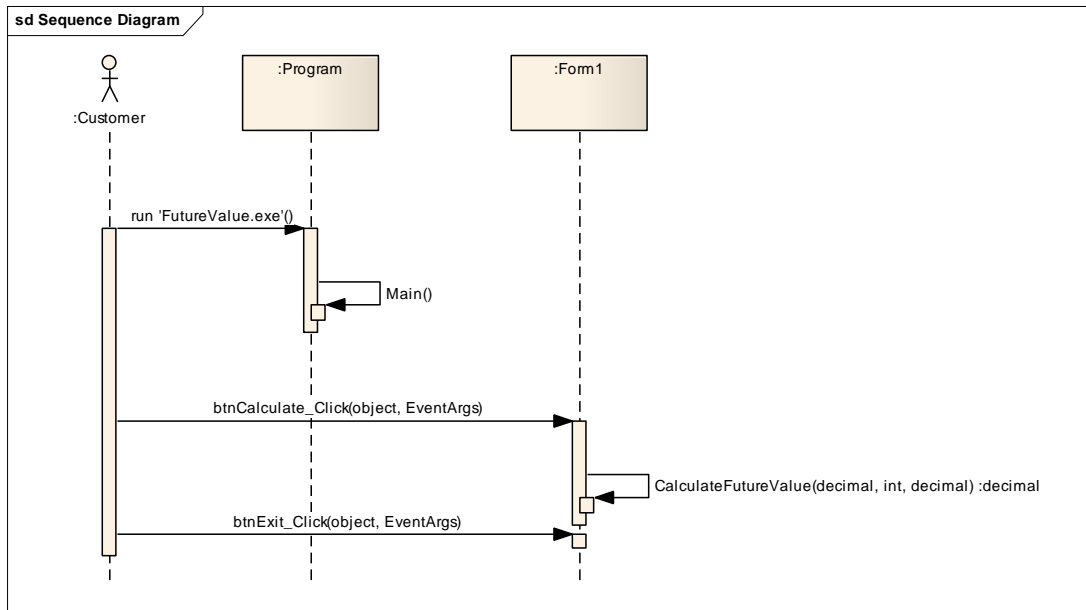 sd Sequence Diagram
:Customer
:Program
:Form1
run 'FutureValue.exe'()
Main()
btnCalculate_Click(object, EventArgs)
CalculateFutureValue(decimal, int, decimal) :decimal
btnExit_Click(object, EventArgs)